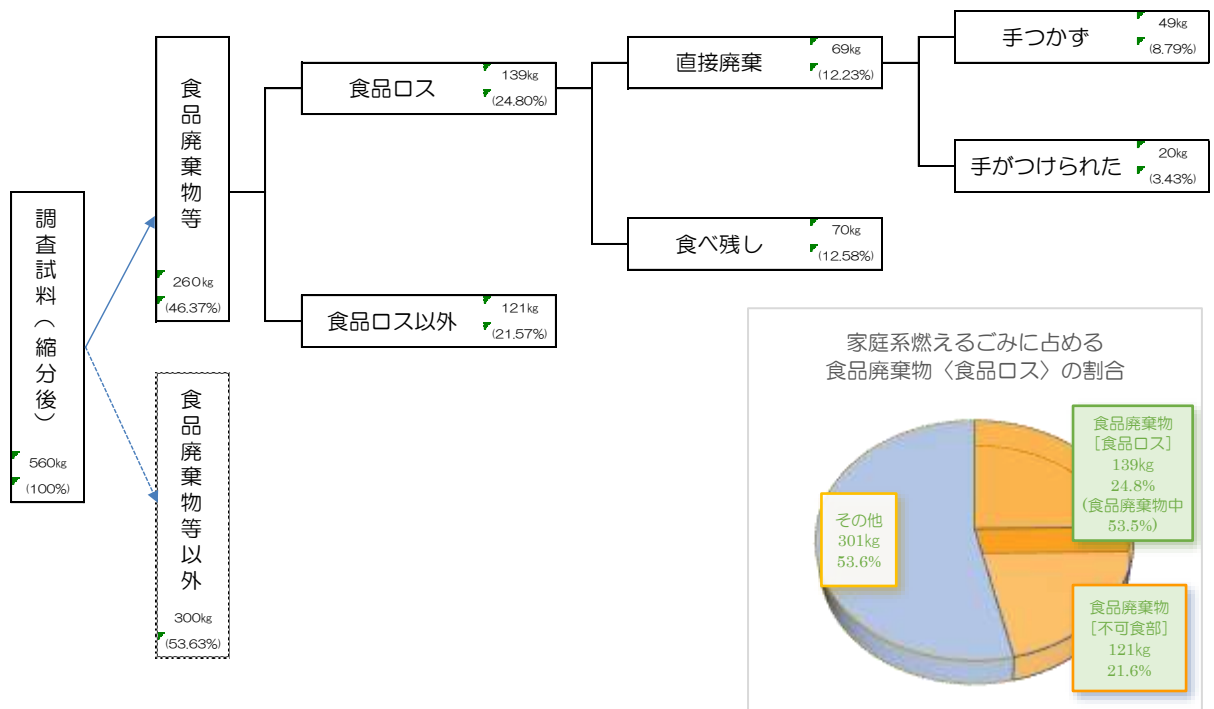 調査試料（縮分後）
560kg
(100%)
食品廃棄物等
260kg
(46.37%)
食品廃棄物等以外
300kg
(53.63%)
食品ロス
139kg
(24.80%)
食品ロス以外
121kg
(21.57%)
直接廃棄
69kg
(12.23%)
食べ残し
70kg
(12.58%)
手つかず
49kg
(8.79%)
手がつけられた
20kg
(3.43%)
家庭系燃えるごみに占める
食品廃棄物〈食品ロス〉の割合
食品廃棄物
[食品ロス]
139kg
24.8%
(食品廃棄物中
53.5%)
その他
301kg
53.6%
食品廃棄物
[不可食部]
121kg
21.6%